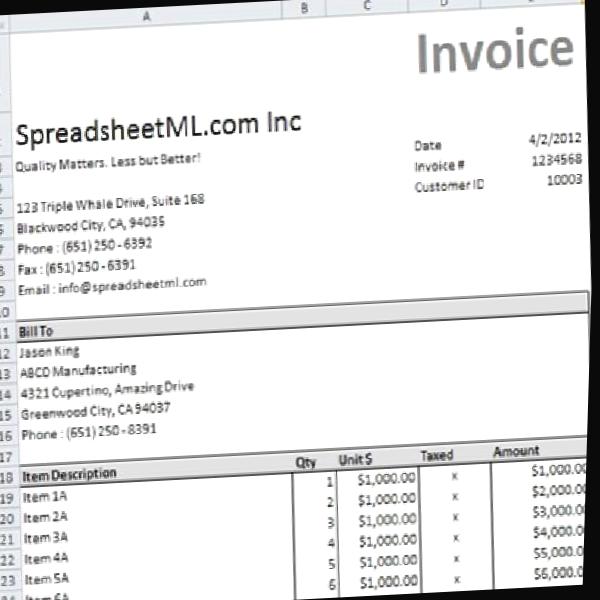 A B C D
Invoice
SpreadsheetML.com Inc
Quality Matters. Less but Better!
Date 4/2/2012
Invoice # 1234568
Customer ID 10003
123 Triple Whale Drive, Suite 168
Blackwood City, CA, 94035
Phone : (651) 250-6392
Fax : (651) 250-6391
Email : info@spreadsheetml.com
10
11 Bill To
12 Jason King
13 ABCD Manufacturing
14 4321 Cupertino, Amazing Drive
15 Greenwood City, CA 94037
16 Phone : (651) 250-8391
17
18 Item Description Qty Unit $ Taxed Amount
19 Item 1A 1 $1,000.00 x $1,000.00
20 Item 2A 2 $1,000.00 x $2,000.00
21 Item 3A 3 $1,000.00 x $3,000.00
22 Item 4A 4 $1,000.00 x $4,000.00
23 Item 5A 5 $1,000.00 x $5,000.00
Item 6A 6 $1,000.00 x $6,000.00